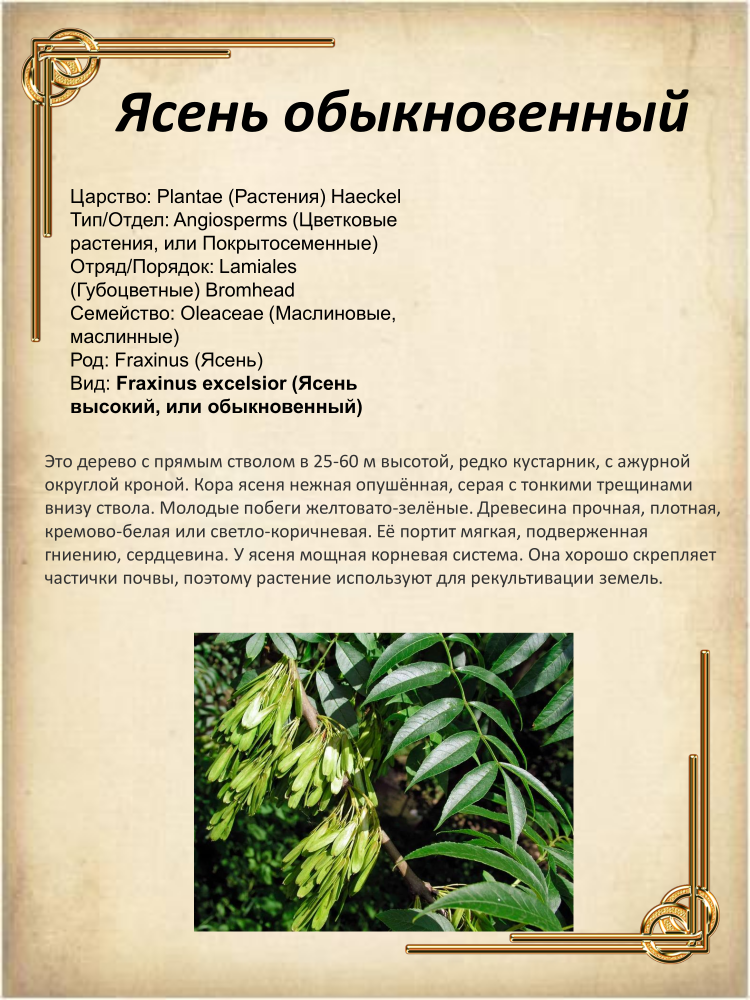 Ясень обыкновенный
Царство: Plantae (Растения) Haeckel
Тип/Отдел: Angiosperms (Цветковые
растения, или Покрытосеменные)
Отряд/Порядок: Lamiales
(Губоцветные) Bromhead
Семейство: Oleaceae (Маслиновые,
маслинные)
Род: Fraxinus (Ясень)
Вид: Fraxinus excelsior (Ясень
высокий, или обыкновенный)
Это дерево с прямым стволом в 25-60 м высотой, редко кустарник, с ажурной
округлой кроной. Кора ясеня нежная опушённая, серая с тонкими трещинами
внизу ствола. Молодые побеги желтовато-зелёные. Древесина прочная, плотная,
кремово-белая или светло-коричневая. Её портит мягкая, подверженная
гниению, сердцевина. У ясеня мощная корневая система. Она хорошо скрепляет
частички почвы, поэтому растение используют для рекультивации земель.